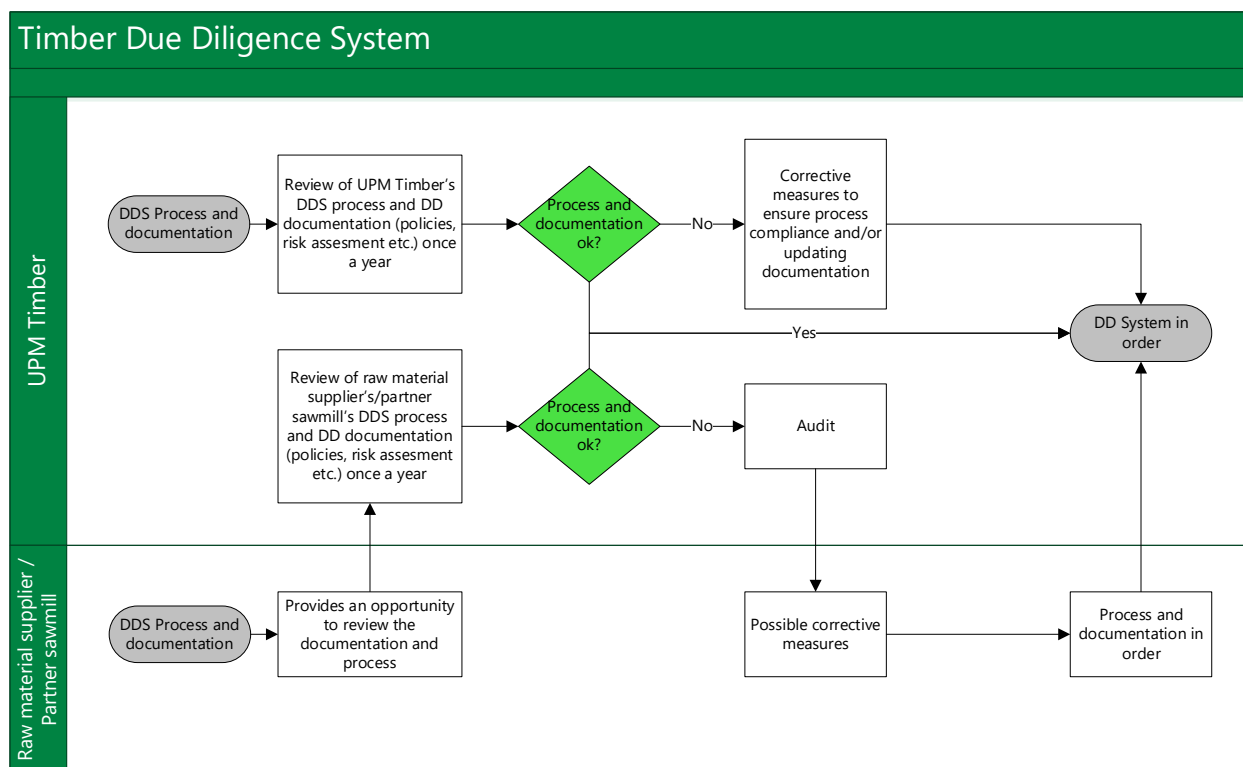 Timber Due Diligence System
UPM Timber
DDS Process and
documentation
Review of UPM Timber's
DDS process and DD
documentation (policies,
risk assesment etc.) once
a year
Process and
documentation
ok?
No
Corrective
measures to
ensure process
compliance and/or
updating
documentation
Yes
DD System in
order
Review of raw material
supplier's/partner
sawmill's DDS process
and DD documentation
(policies, risk assesment
etc.) once a year
Process and
documentation
ok?
No
Audit
Raw material supplier /
Partner sawmill
DDS Process and
documentation
Provides an opportunity
to review the
documentation and
process
Possible corrective
measures
Process and
documentation in
order